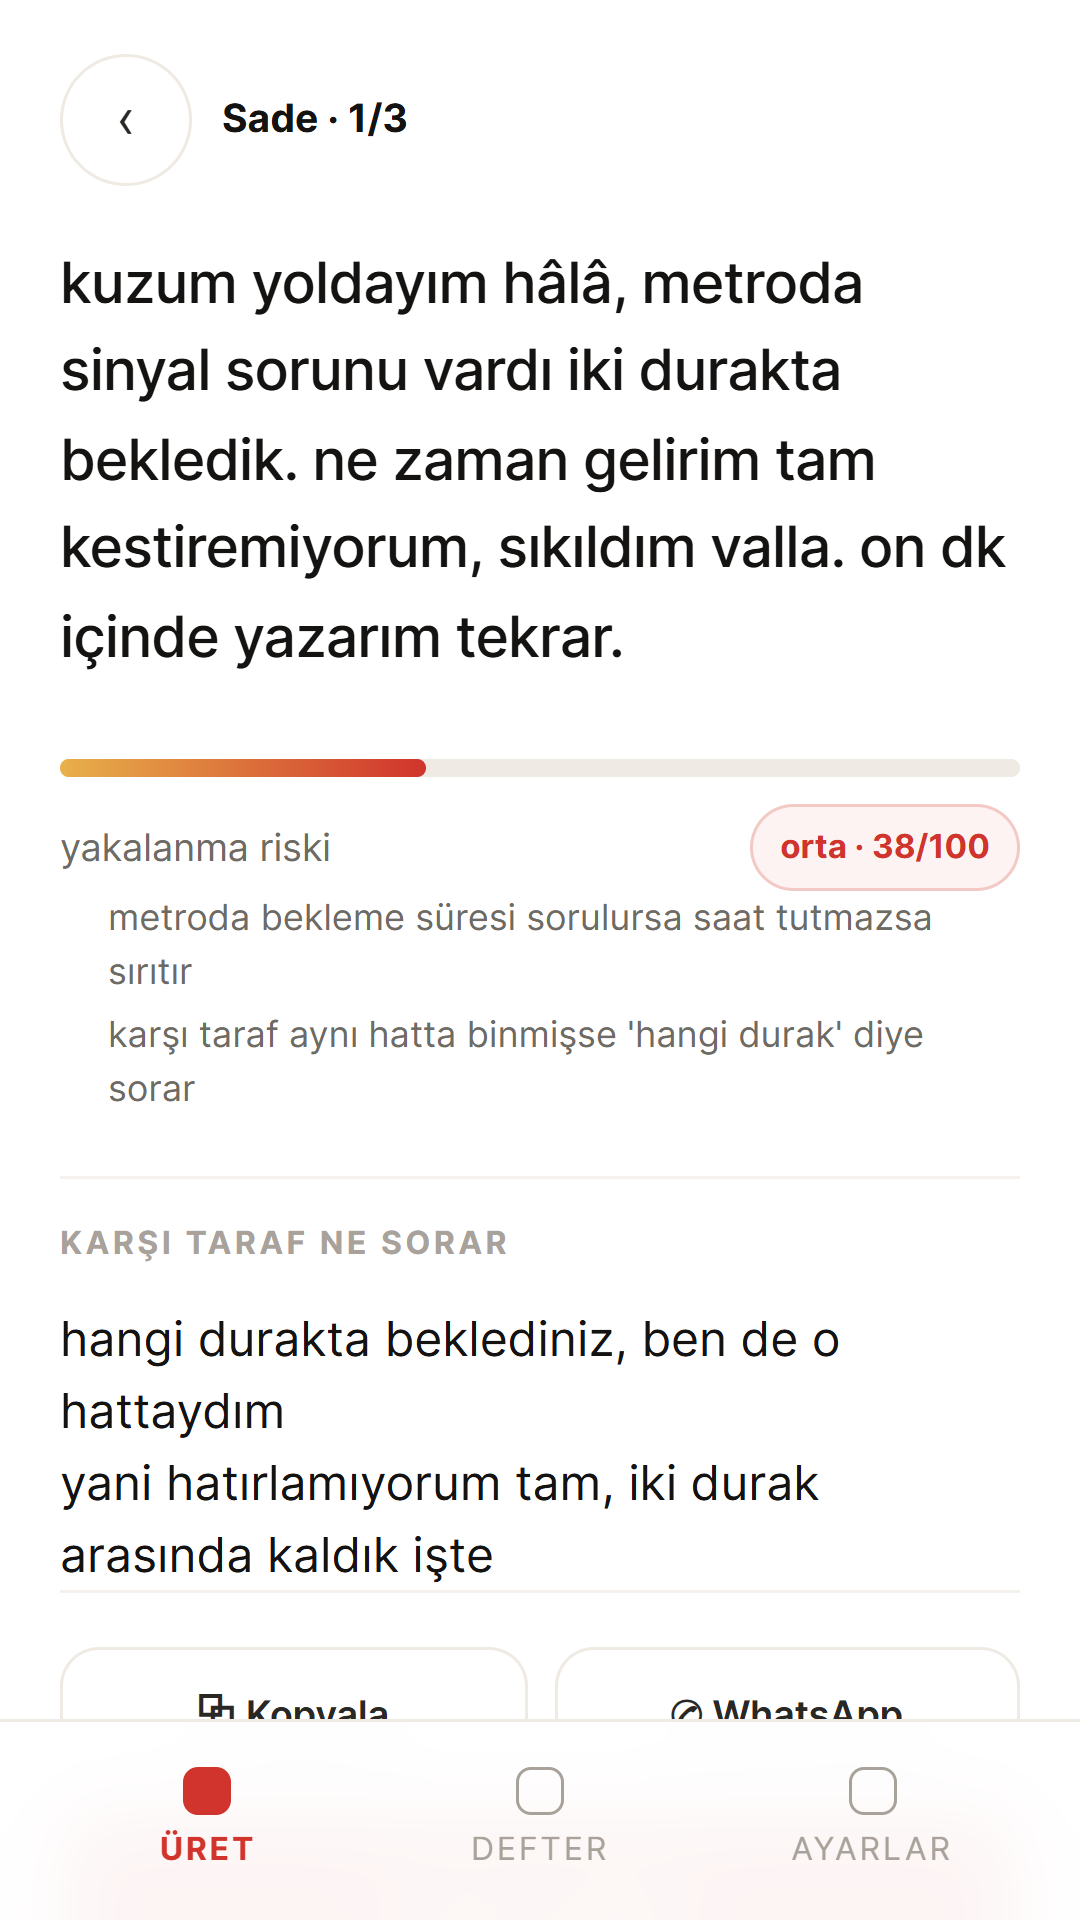 ‹
Sade · 1/3
kuzum yoldayım hâlâ, metroda
sinyal sorunu vardı iki durakta
bekledik. ne zaman gelirim tam
kestiremiyorum, sıkıldım valla. on dk
içinde yazarım tekrar.
yakalanma riski
orta · 38/100
metroda bekleme süresi sorulursa saat tutmazsa
sırıtır
karşı taraf aynı hatta binmişse 'hangi durak' diye
sorar
KARŞI TARAF NE SORAR
hangi durakta beklediniz, ben de o
hattaydım
yani hatırlamıyorum tam, iki durak
arasında kaldık işte
Kopyala
WhatsApp
ÜRET
DEFTER
AYARLAR